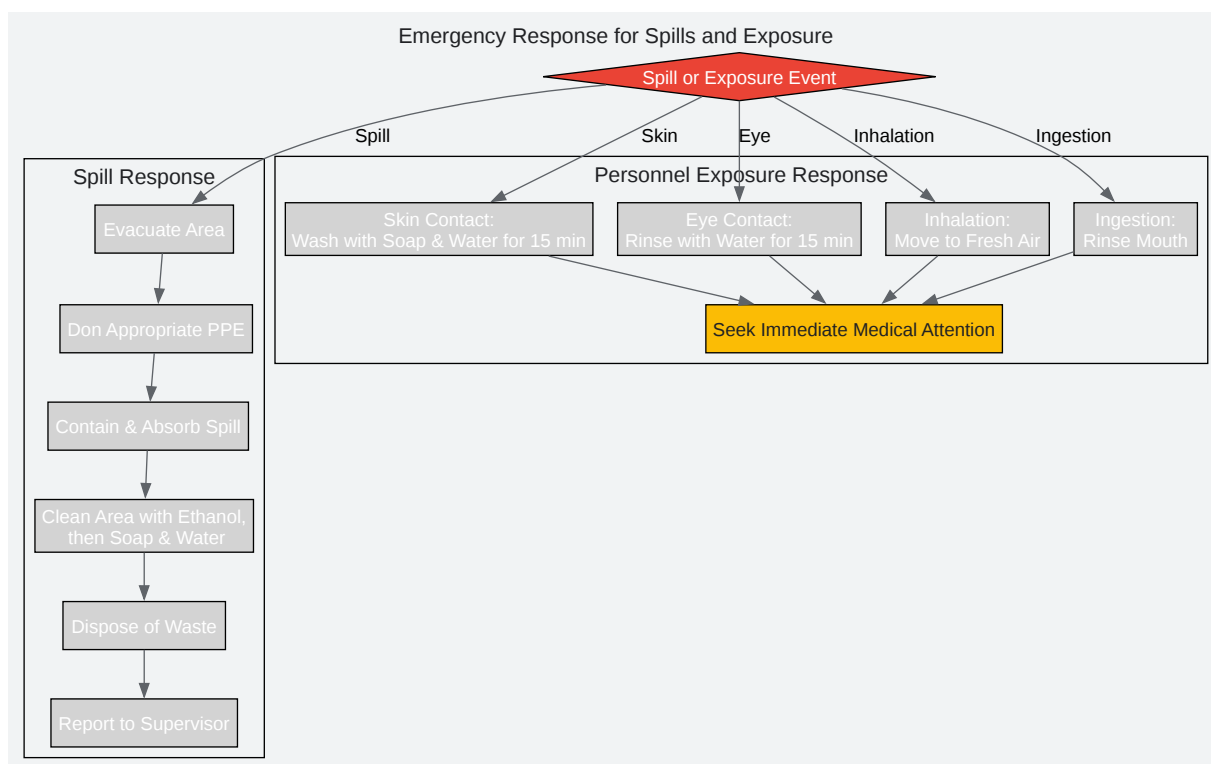 Emergency Response for Spills and Exposure
Spill or Exposure Event
Spill
Skin
Eye
Inhalation
Ingestion
Spill Response
Evacuate Area
Don Appropriate PPE
Contain & Absorb Spill
Clean Area with Ethanol,
then Soap & Water
Dispose of Waste
Report to Supervisor
Personnel Exposure Response
Skin Contact:
Wash with Soap & Water for 15 min
Eye Contact:
Rinse with Water for 15 min
Inhalation:
Move to Fresh Air
Ingestion:
Rinse Mouth
Seek Immediate Medical Attention